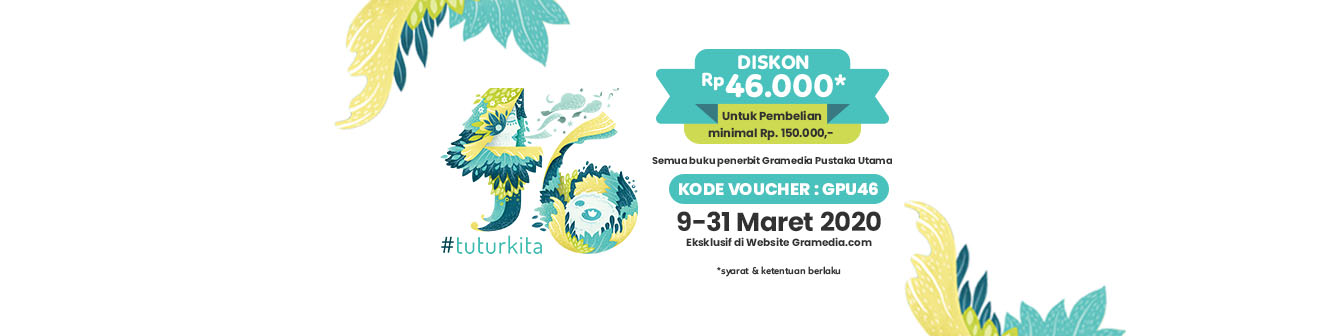 46
#tuturkita
DISKON
Rp46.000*
Untuk Pembelian
minimal Rp. 150.000,-
Semua buku penerbit Gramedia Pustaka Utama
KODE VOUCHER : GPU46
9-31 Maret 2020
Eksklusif di Website Gramedia.com
*syarat & ketentuan berlaku